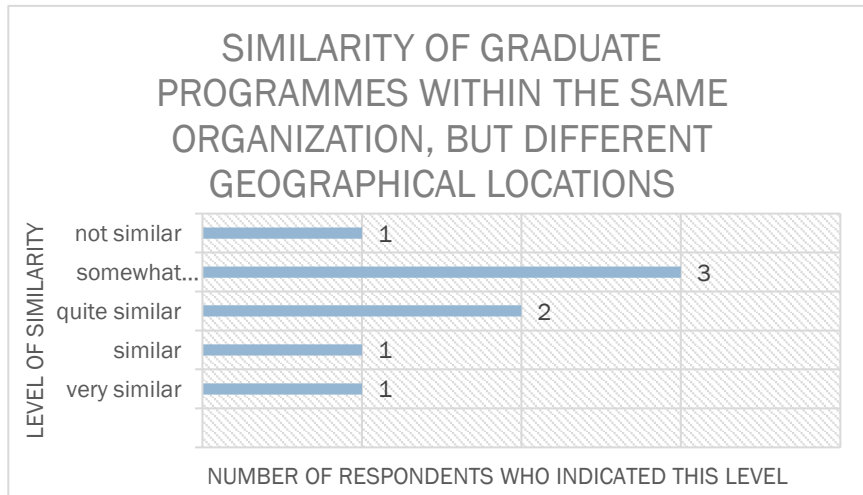 SIMILARITY OF GRADUATE
PROGRAMMES WITHIN THE SAME
ORGANIZATION, BUT DIFFERENT
GEOGRAPHICAL LOCATIONS
LEVEL OF SIMILARITY
not similar 1
somewhat... 3
quite similar 2
similar 1
very similar 1
NUMBER OF RESPONDENTS WHO INDICATED THIS LEVEL